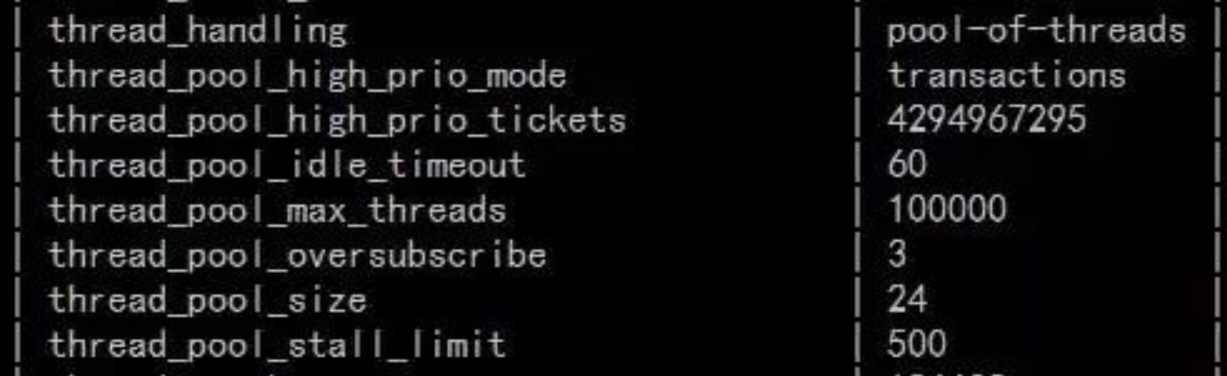 | thread_handling | pool-of-threads |
| thread_pool_high_prio_mode | transactions |
| thread_pool_high_prio_tickets | 4294967295 |
| thread_pool_idle_timeout | 60 |
| thread_pool_max_threads | 100000 |
| thread_pool_oversubscribe | 3 |
| thread_pool_size | 24 |
| thread_pool_stall_limit | 500 |